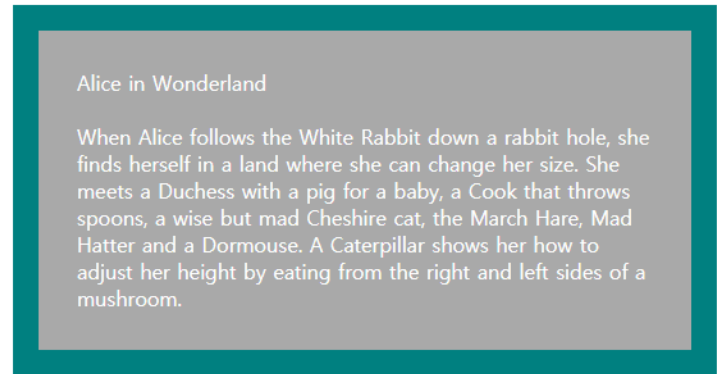 Alice in Wonderland
When Alice follows the White Rabbit down a rabbit hole, she
finds herself in a land where she can change her size. She
meets a Duchess with a pig for a baby, a Cook that throws
spoons, a wise but mad Cheshire cat, the March Hare, Mad
Hatter and a Dormouse. A Caterpillar shows her how to
adjust her height by eating from the right and left sides of a
mushroom.